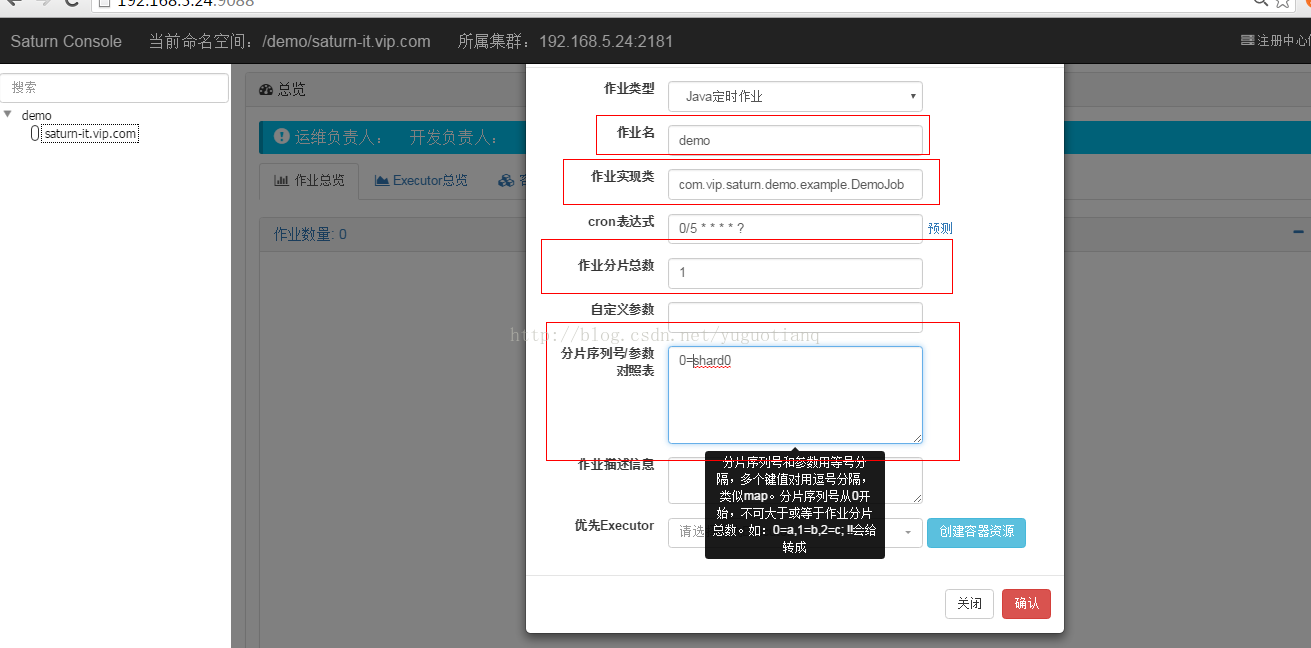 192.168.5.24:9088
Saturn Console 当前命名空间：/demo/saturn-it.vip.com 所属集群：192.168.5.24:2181 注册中心
搜索
demo
saturn-it.vip.com
总览
运维负责人： 开发负责人：
作业总览 Executor总览
作业数量: 0
作业类型 Java定时作业
作业名 demo
作业实现类 com.vip.saturn.demo.example.DemoJob
cron表达式 0/5 * * * * ? 预测
作业分片总数 1
自定义参数
http://blog.csdn.net/yuguotianq
分片序列号/参数
对照表
0=shard0
作业描述信息
分片序列号和参数用等号分
隔，多个键值对用逗号分隔，
类似map。分片序列号从0开
始，不可大于或等于作业分片
总数。如：0=a,1=b,2=c; !!会给
转成
优先Executor 请选 创建容器资源
关闭 确认